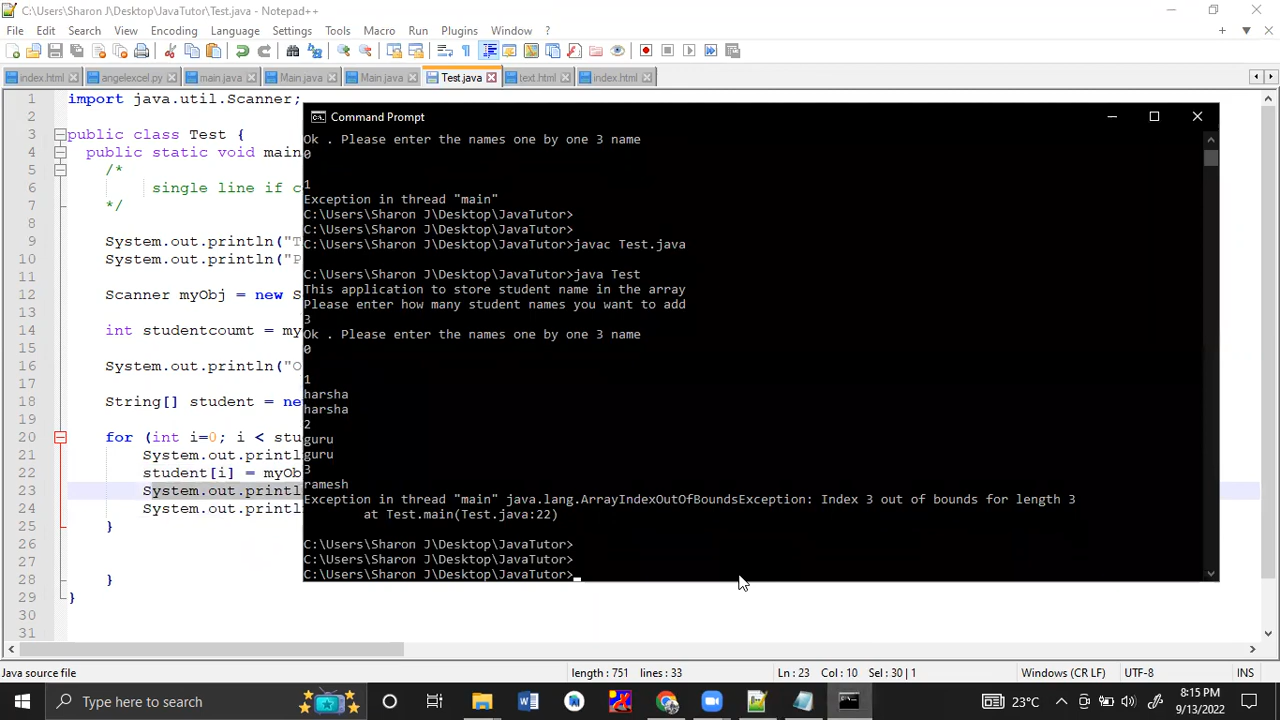 C:\Users\Sharon J\Desktop\JavaTutor\Test.java - Notepad++
File Edit Search View Encoding Language Settings Tools Macro Run Plugins Window ?
index.html angelexcel.py main.java Main.java Main.java Test.java text.html index.html
1 import java.util.Scanner;
2
3 public class Test {
4 public static void main
5 /*
6 single line if c
7 */
8
9 System.out.println("T
10 System.out.println("P
11
12 Scanner myObj = new S
13
14 int studentcoumt = my
15
16 System.out.println("O
17
18 String[] student = new
19
20 for (int i=0; i < stu
21 System.out.printl
22 student[i] = myOb
23 System.out.printl
24 System.out.printl
25 }
26
27
28 }
29 }
30
31
Command Prompt
Ok . Please enter the names one by one 3 name
0
1
Exception in thread "main"
C:\Users\Sharon J\Desktop\JavaTutor>
C:\Users\Sharon J\Desktop\JavaTutor>
C:\Users\Sharon J\Desktop\JavaTutor>javac Test.java
C:\Users\Sharon J\Desktop\JavaTutor>java Test
This application to store student name in the array
Please enter how many student names you want to add
3
Ok . Please enter the names one by one 3 name
0
1
harsha
harsha
2
guru
guru
3
ramesh
Exception in thread "main" java.lang.ArrayIndexOutOfBoundsException: Index 3 out of bounds for length 3
at Test.main(Test.java:22)
C:\Users\Sharon J\Desktop\JavaTutor>
C:\Users\Sharon J\Desktop\JavaTutor>
C:\Users\Sharon J\Desktop\JavaTutor>
Java source file length : 751 lines : 33 Ln : 23 Col : 10 Sel : 30 | 1 Windows (CR LF) UTF-8 INS
Type here to search 23°C 8:15 PM
9/13/2022